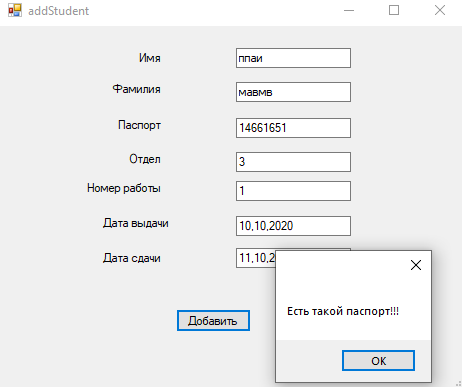 addStudent
Имя ппаи
Фамилия мавмв
Паспорт 14661651
Отдел 3
Номер работы 1
Дата выдачи 10,10,2020
Дата сдачи 11,10,2
Есть такой паспорт!!!
Добавить
OK